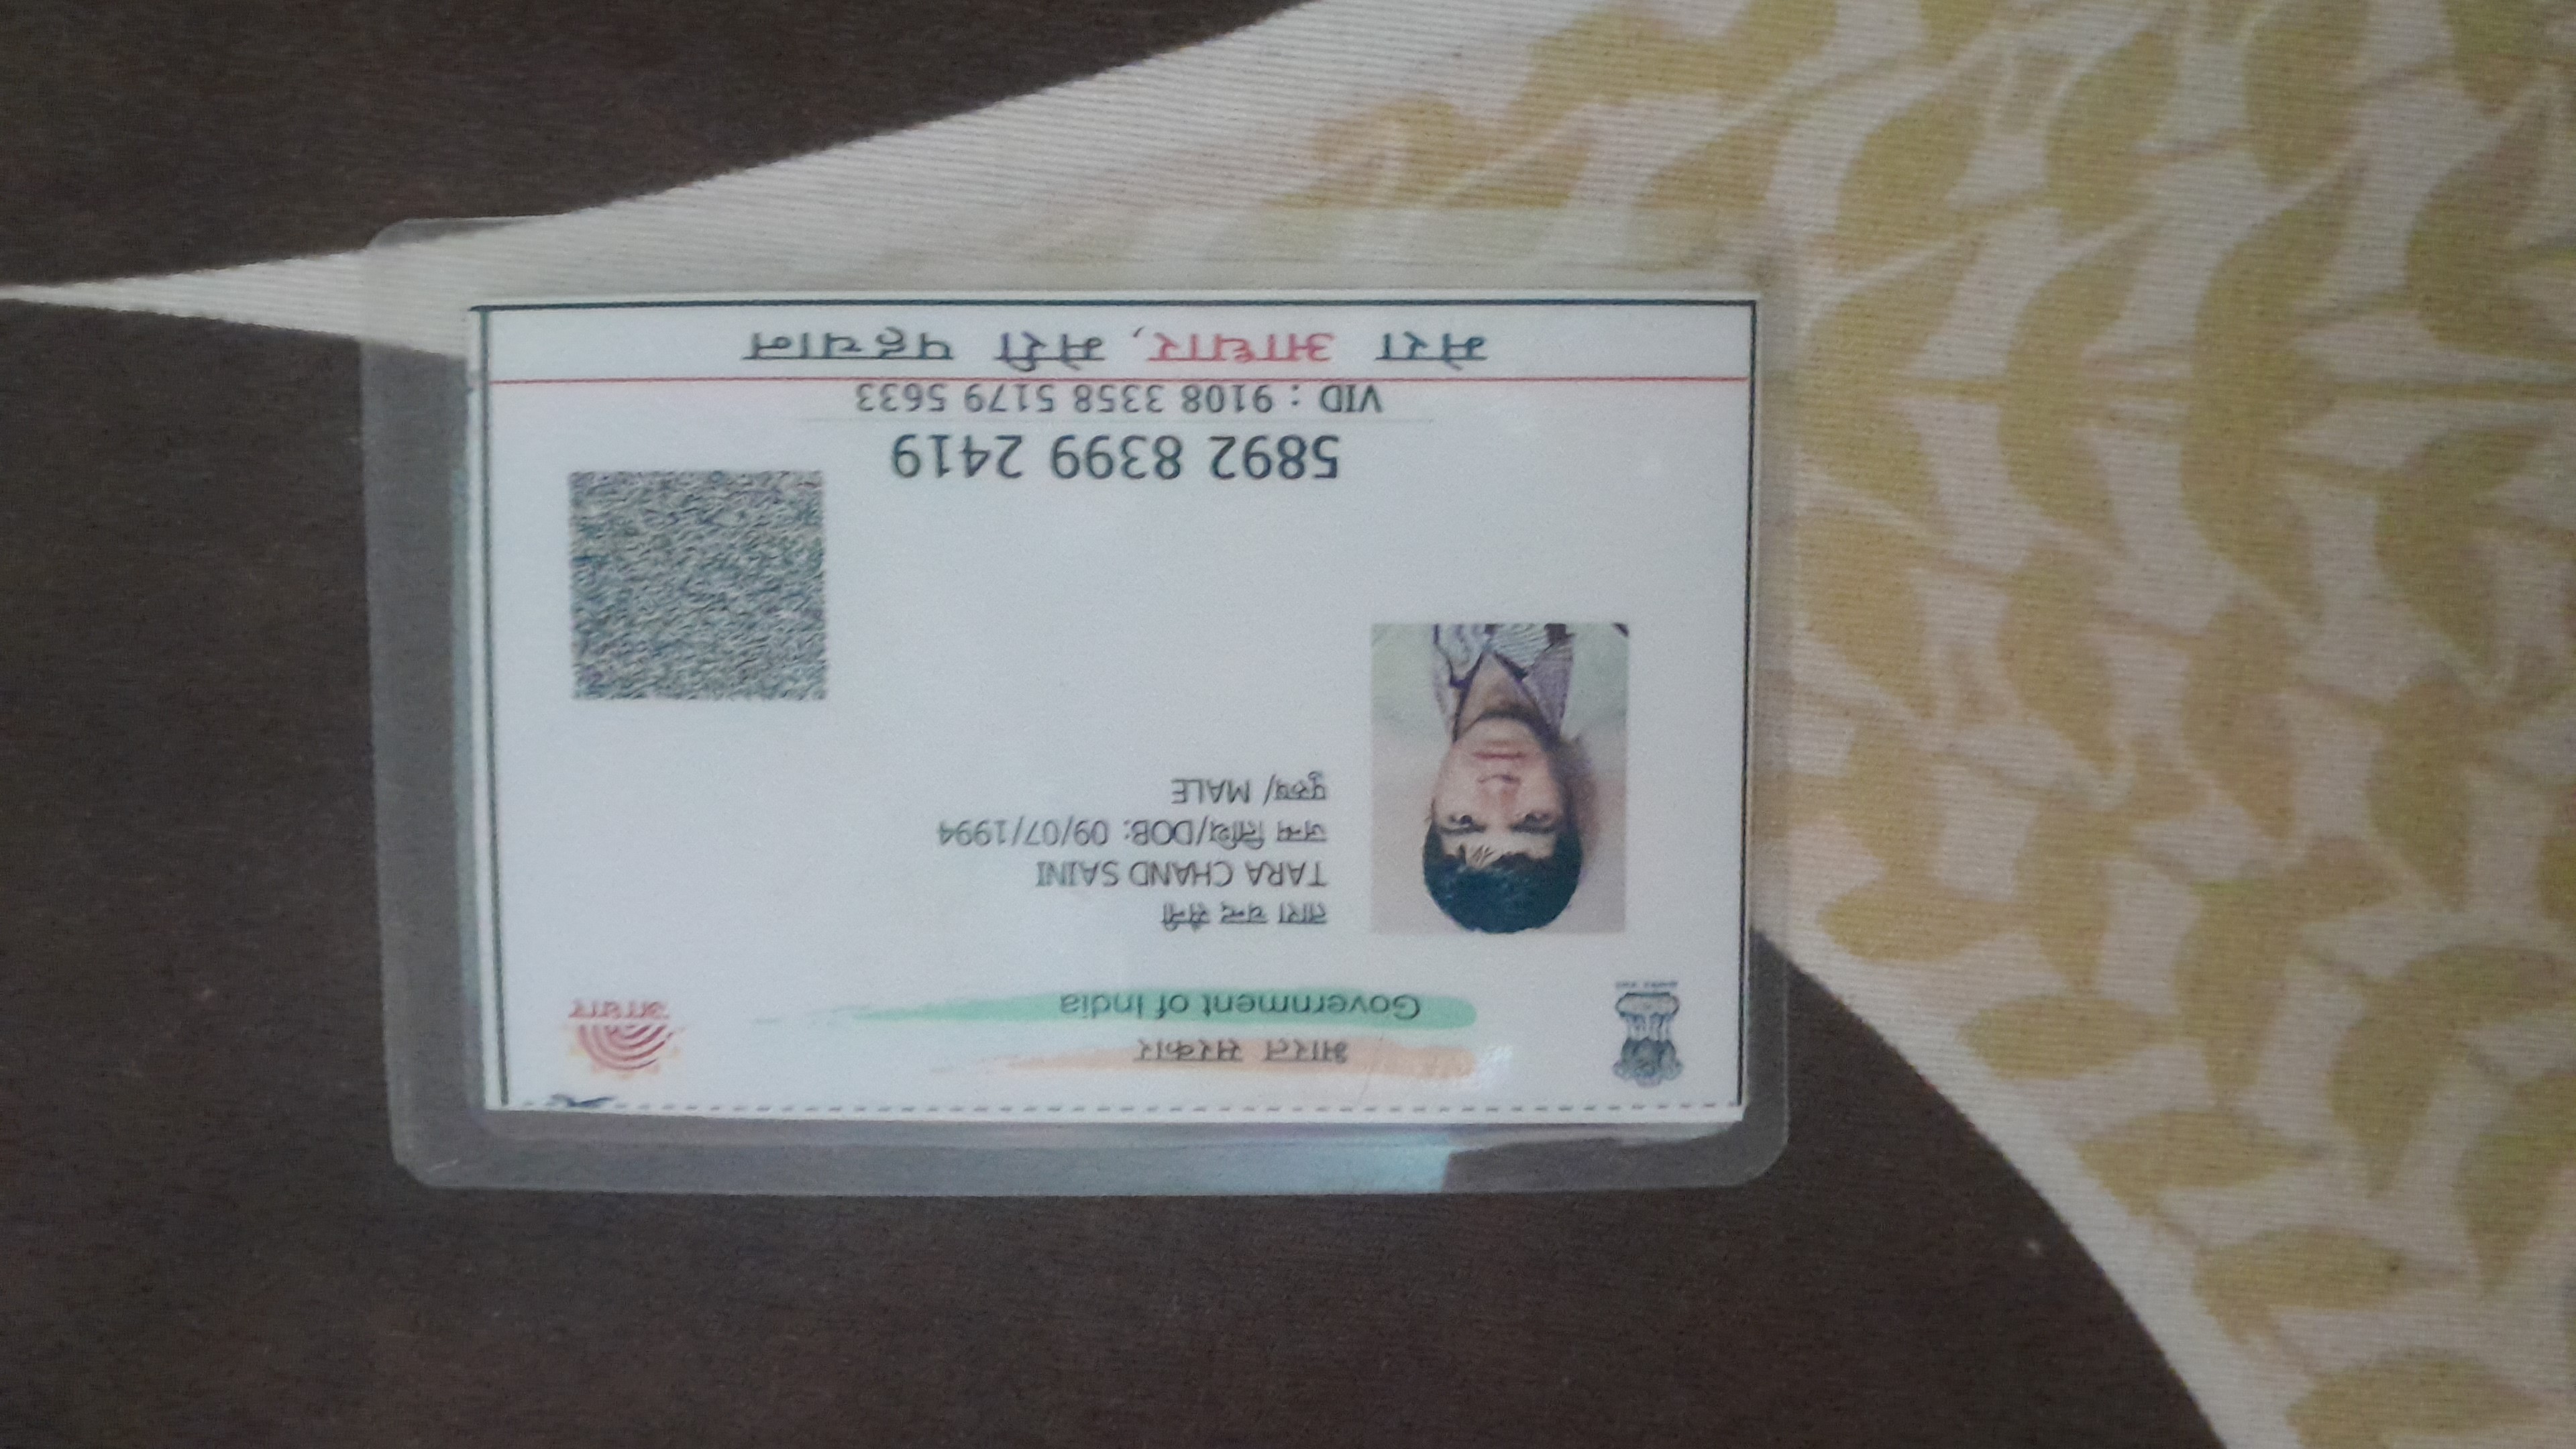 भारत सरकार
Government of India
आधार
तारा चन्द सैनी
TARA CHAND SAINI
जन्म तिथि/DOB: 09/07/1994
पुरुष/ MALE
5892 8399 2419
VID : 9108 3358 5179 5633
मेरा आधार, मेरी पहचान